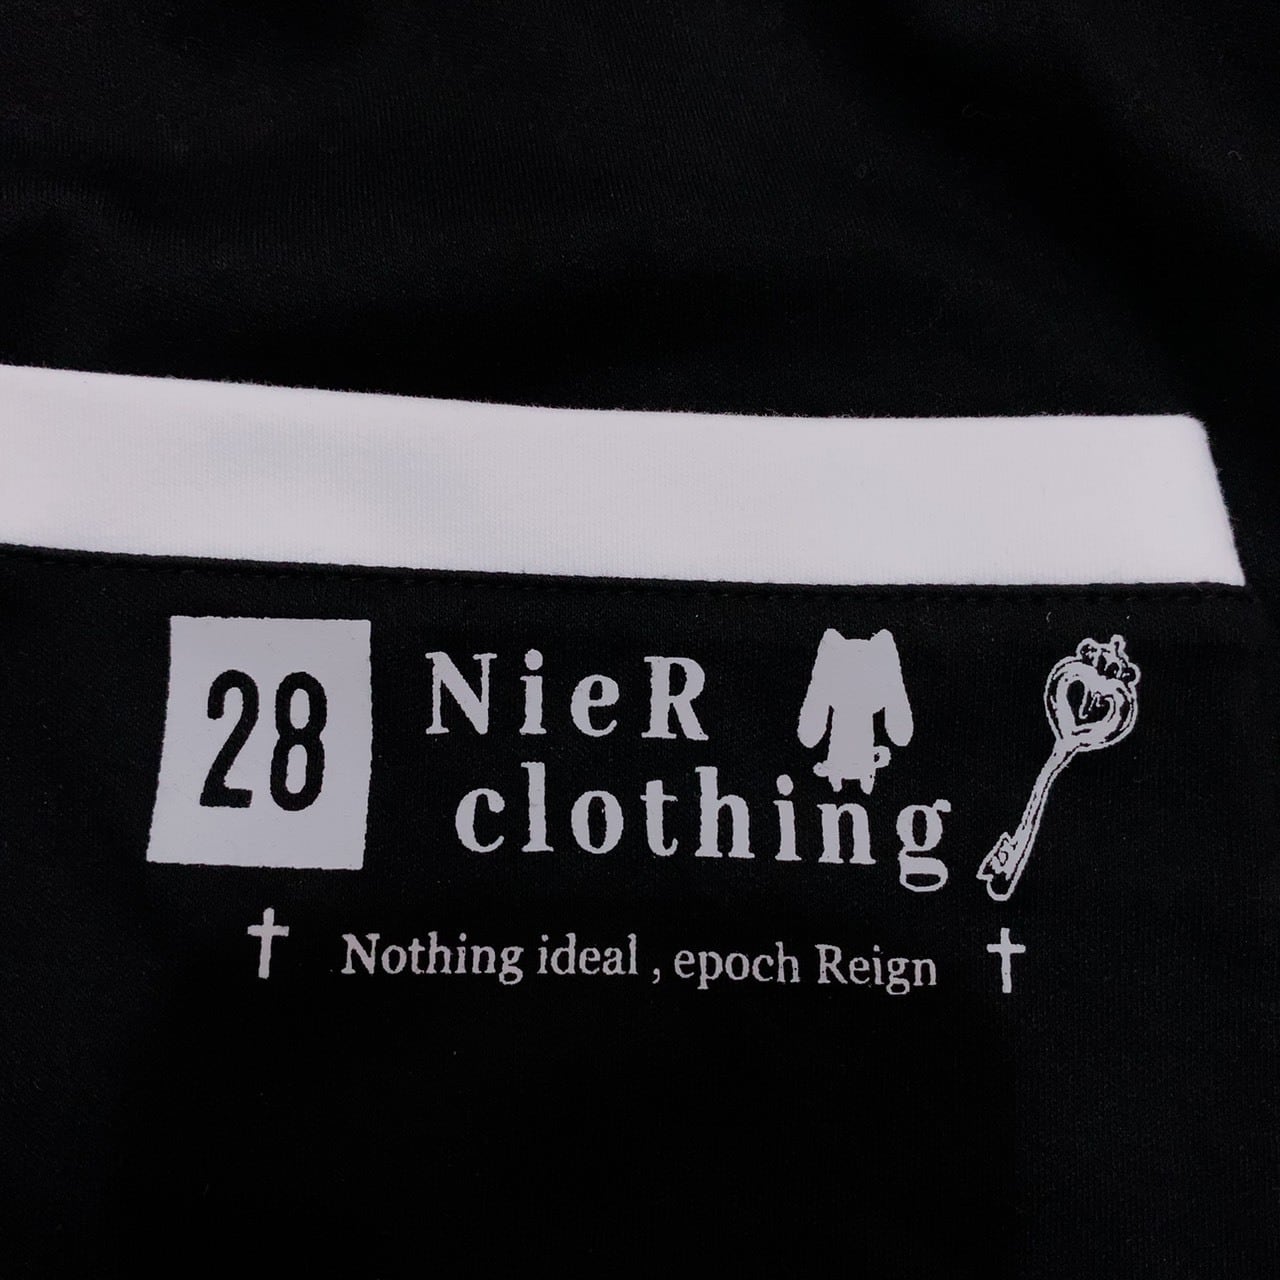 28
NieR
clothing
Nothing ideal , epoch Reign